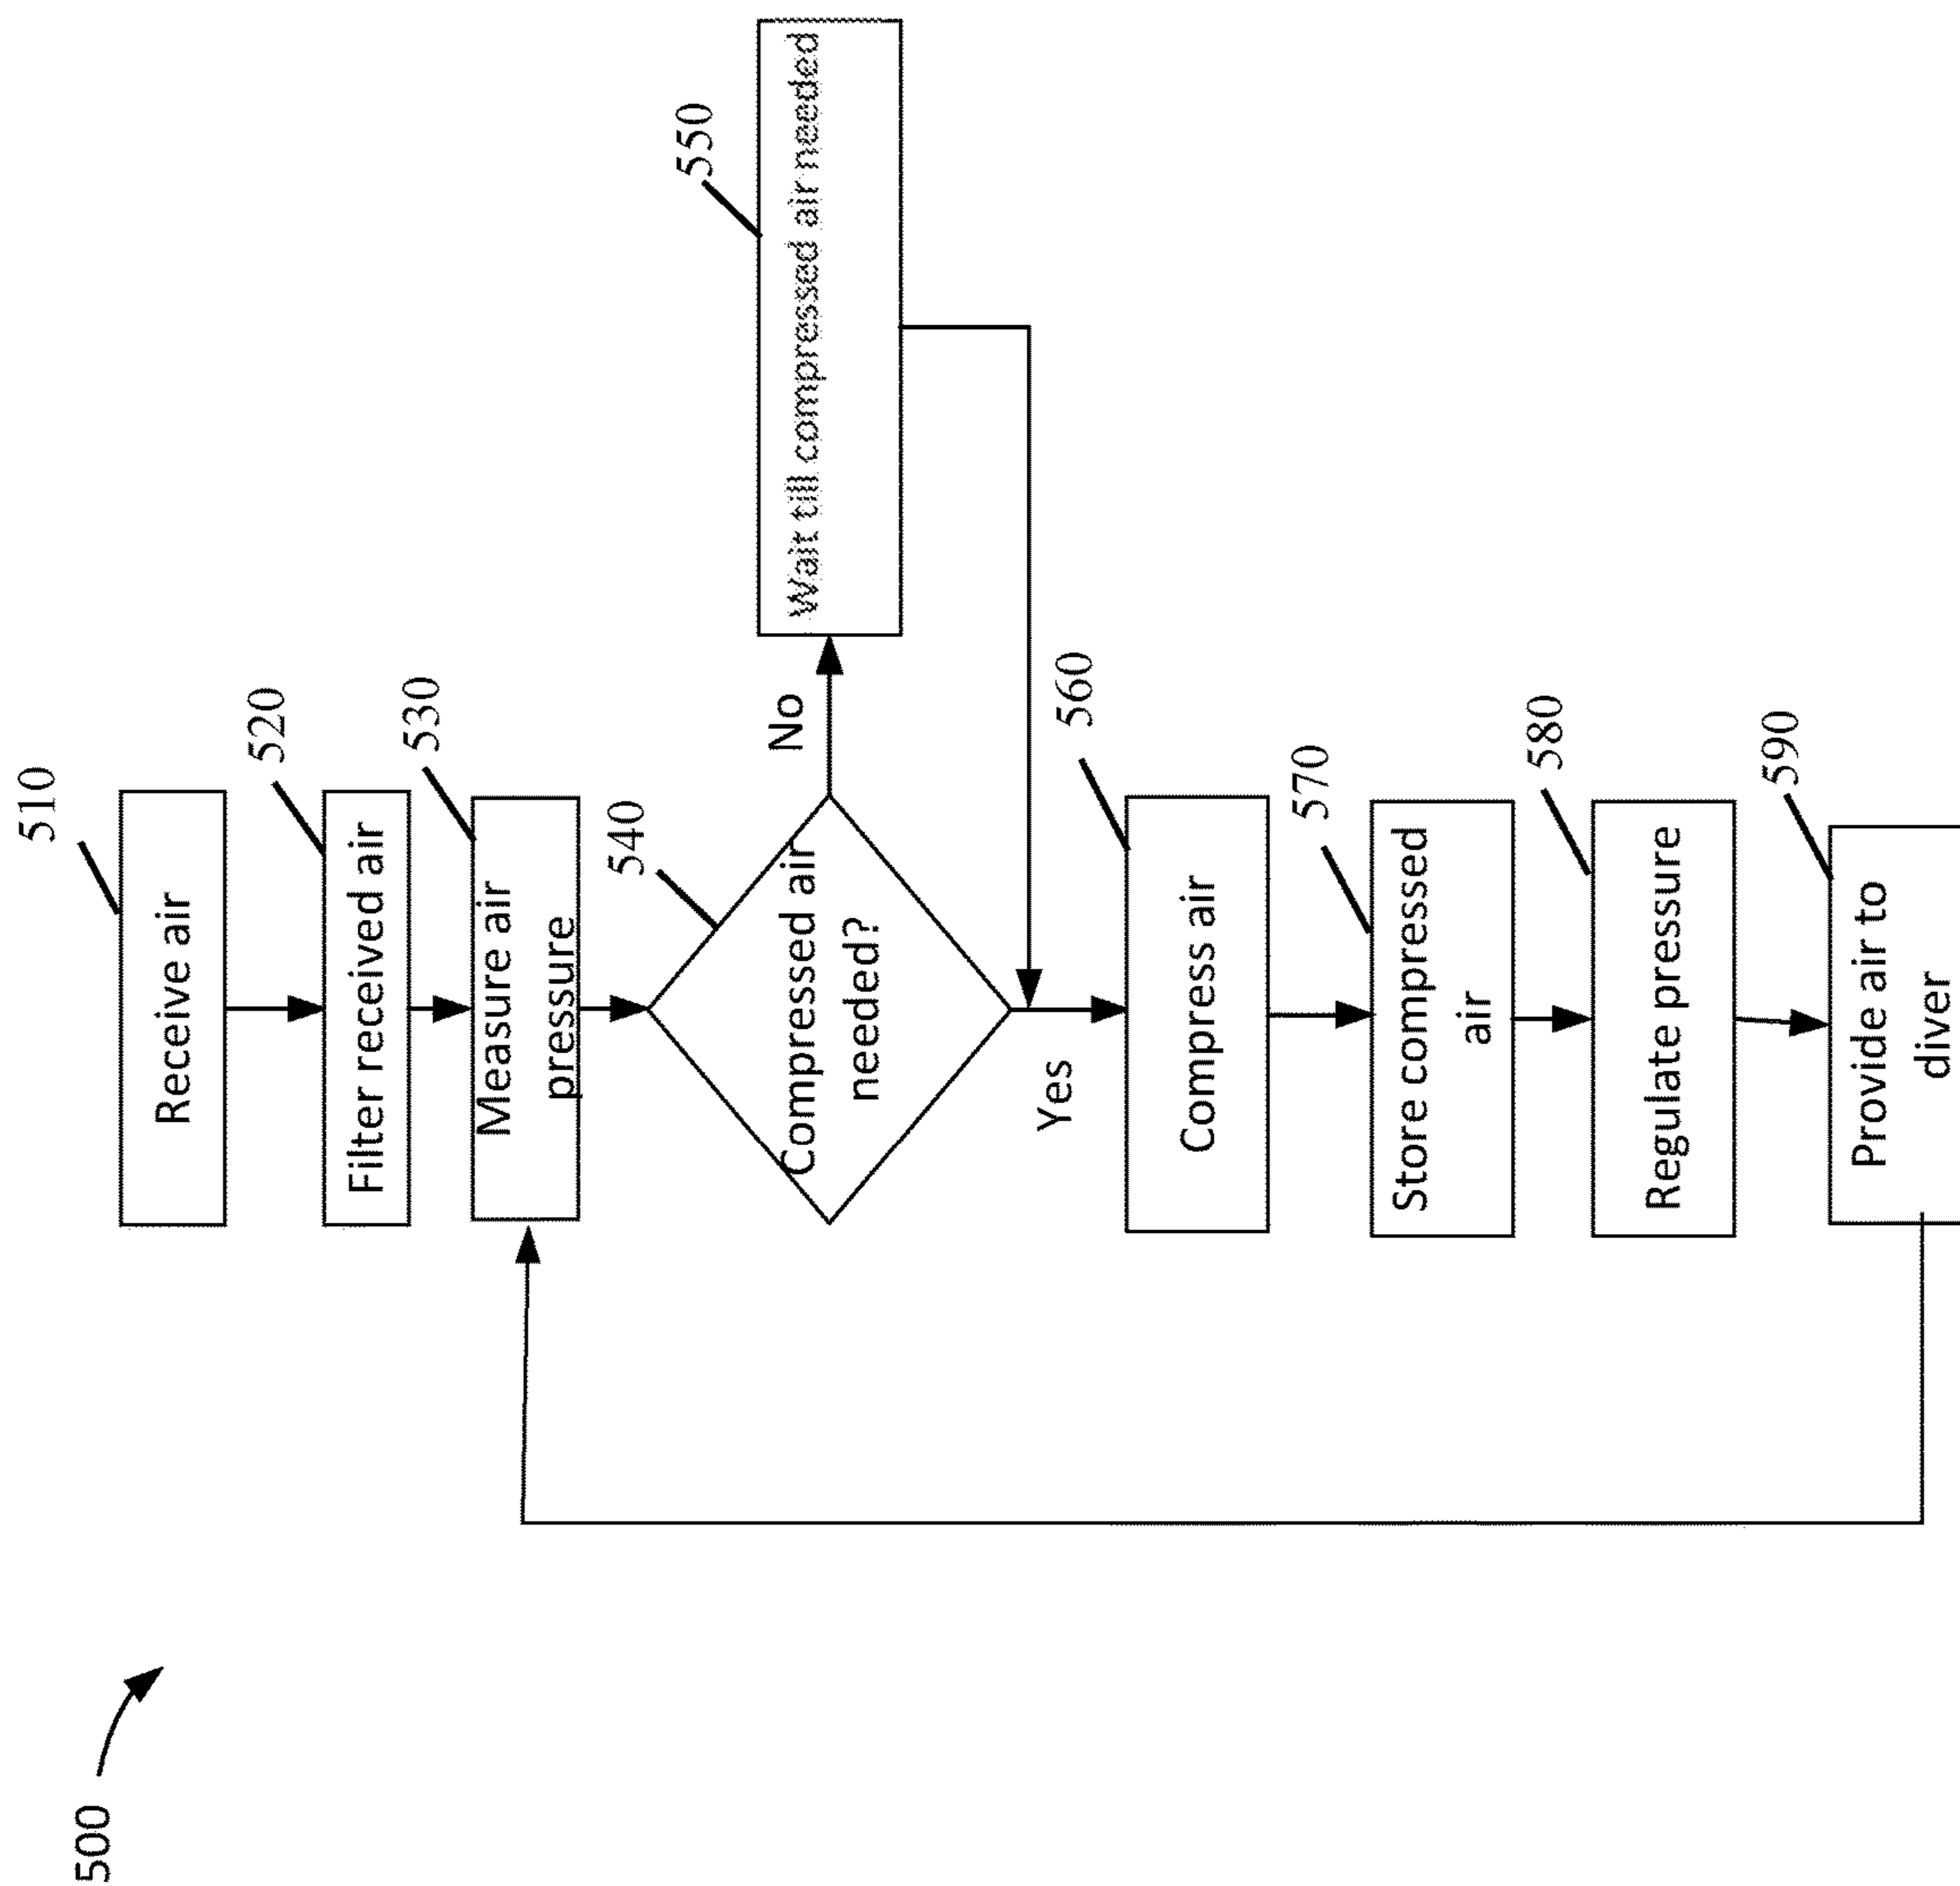 500
510
Receive air
520
Filter received air
530
Measure air
pressure
540
Compressed air
needed?
No
550
Wait till compressed air needed
Yes
560
Compress air
570
Store compressed
air
580
Regulate pressure
590
Provide air to
diver